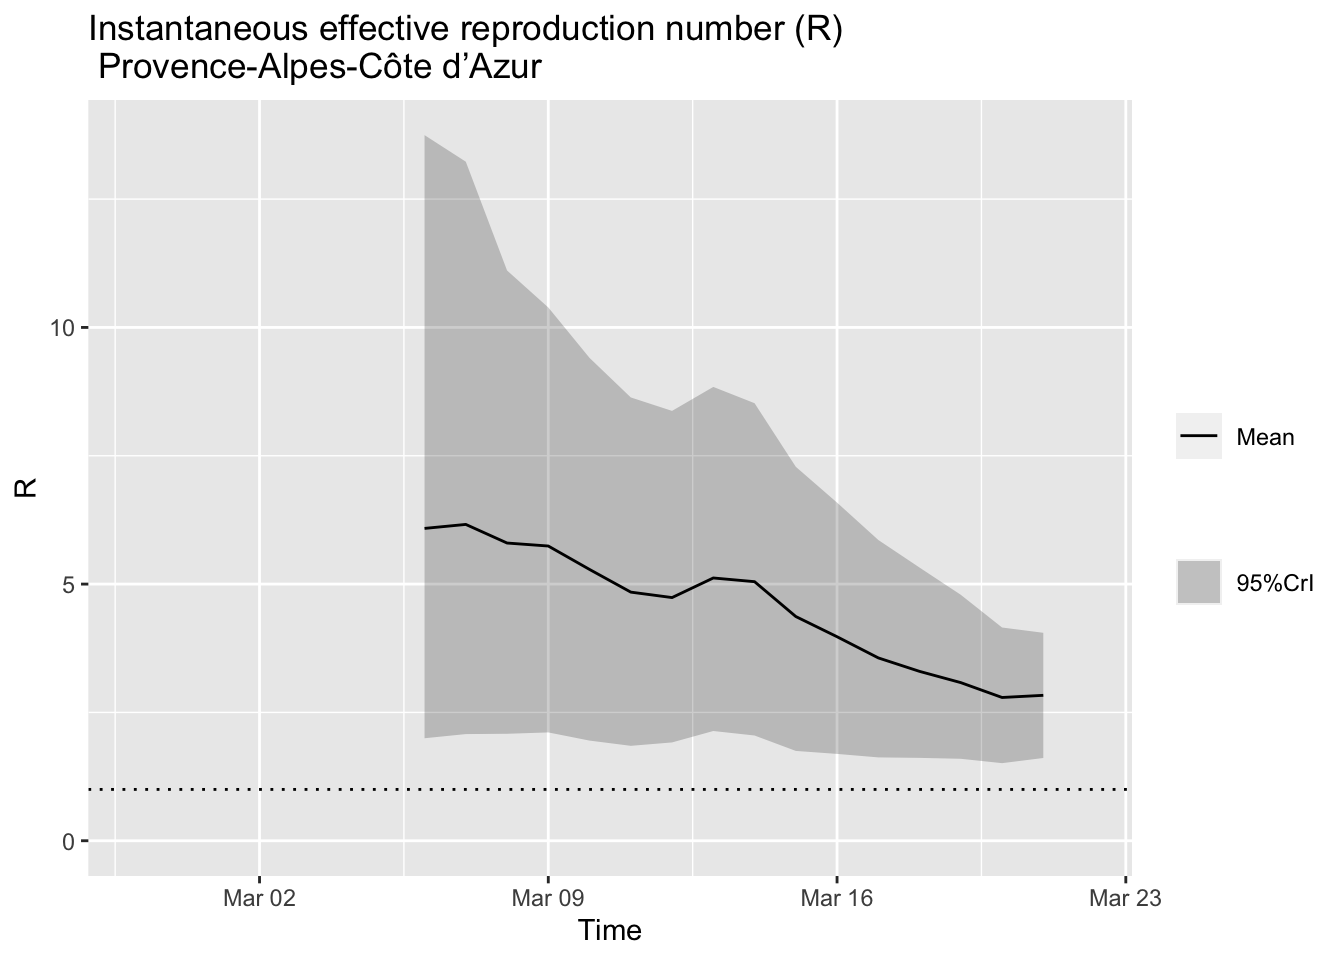 Instantaneous effective reproduction number (R)
Provence-Alpes-Côte d’Azur
10
5
0
R
Mar 02
Mar 09
Mar 16
Mar 23
Time
Mean
95%CrI